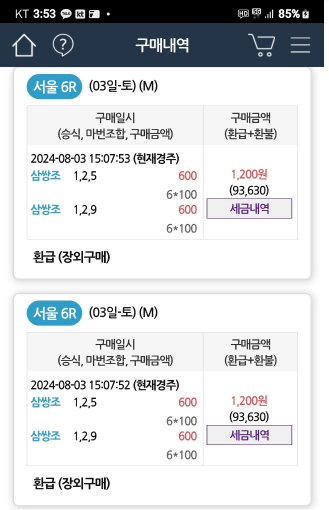 KT 3:53 85%
구매내역
서울 6R (03일-토) (M)
구매일시 구매금액
(승식, 마번조합, 구매금액) (환급+환불)
2024-08-03 15:07:53 (현재경주)
삼쌍조 1,2,5 600 1,200원
6*100 (93,630)
삼쌍조 1,2,9 600 세금내역
6*100
환급 (장외구매)
서울 6R (03일-토) (M)
구매일시 구매금액
(승식, 마번조합, 구매금액) (환급+환불)
2024-08-03 15:07:52 (현재경주)
삼쌍조 1,2,5 600 1,200원
6*100 (93,630)
삼쌍조 1,2,9 600 세금내역
6*100
환급 (장외구매)